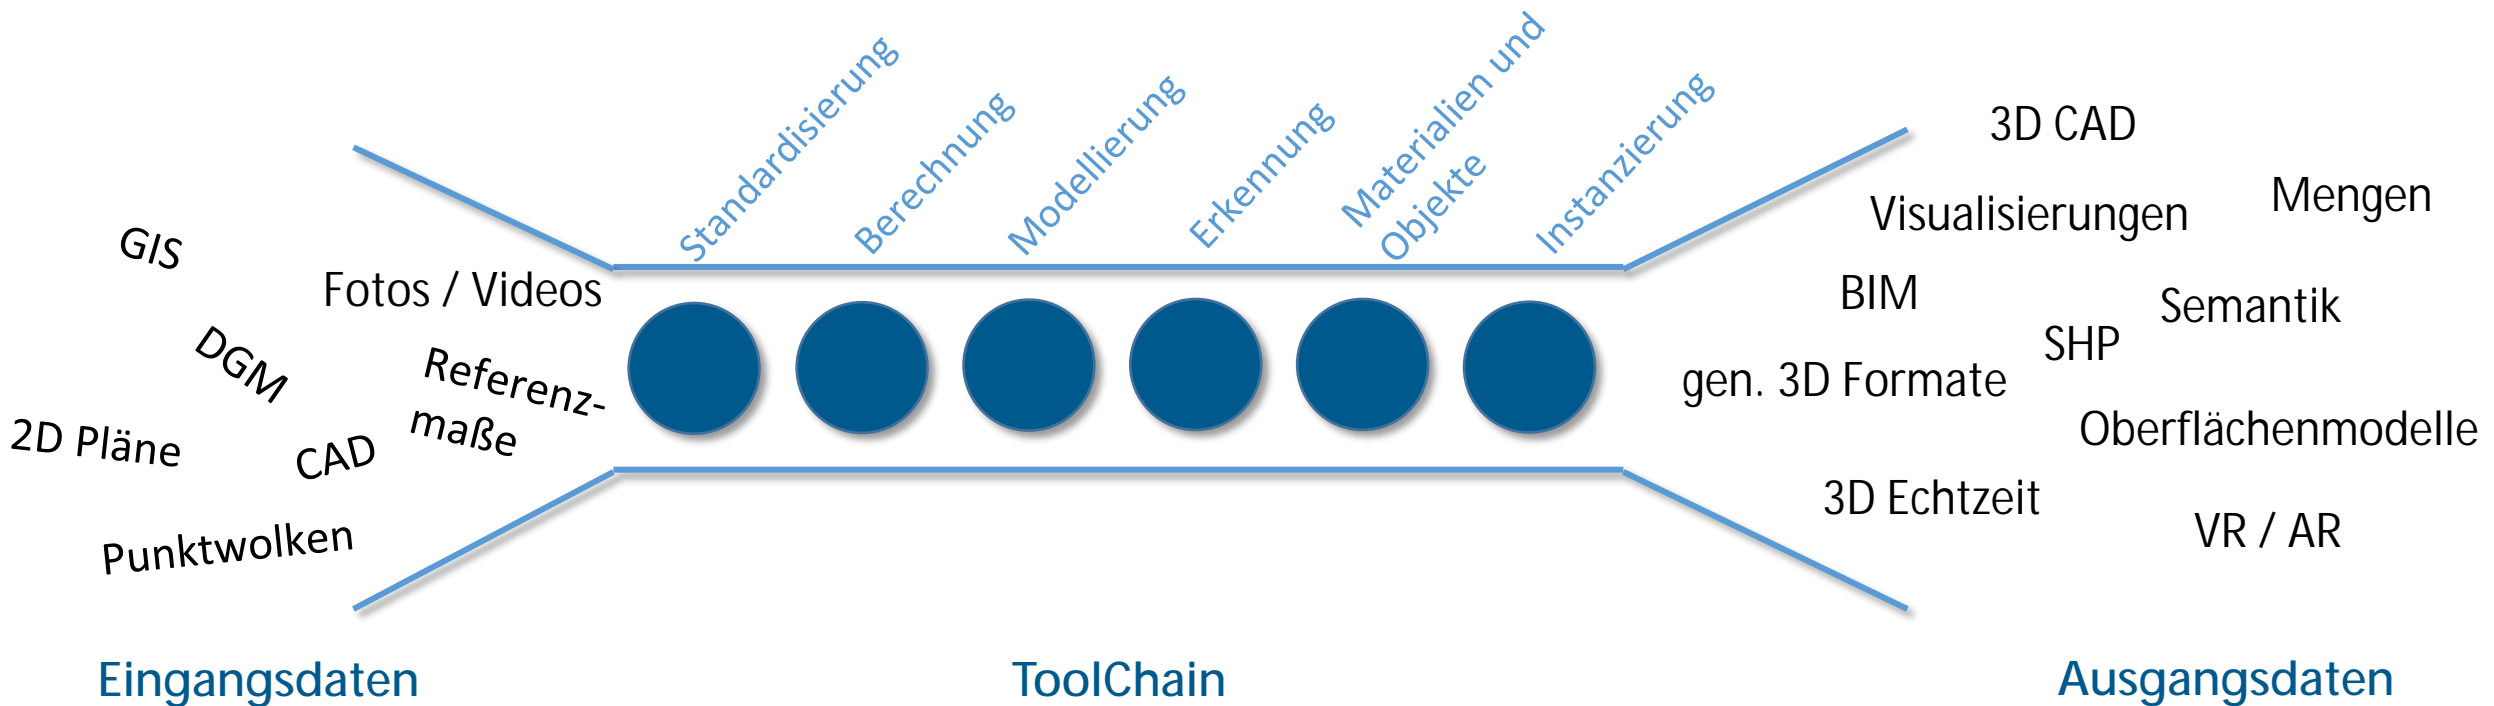 GIS
Fotos / Videos
DGM
Referenz-
maße
2D Pläne
CAD
Punktwolken
Eingangsdaten
Standardisierung
Berechnung
Modellierung
Erkennung
Materialien und
Objekte
Instanzierung
ToolChain
3D CAD
Mengen
Visualisierungen
BIM
Semantik
SHP
gen. 3D Formate
Oberflächenmodelle
3D Echtzeit
VR / AR
Ausgangsdaten